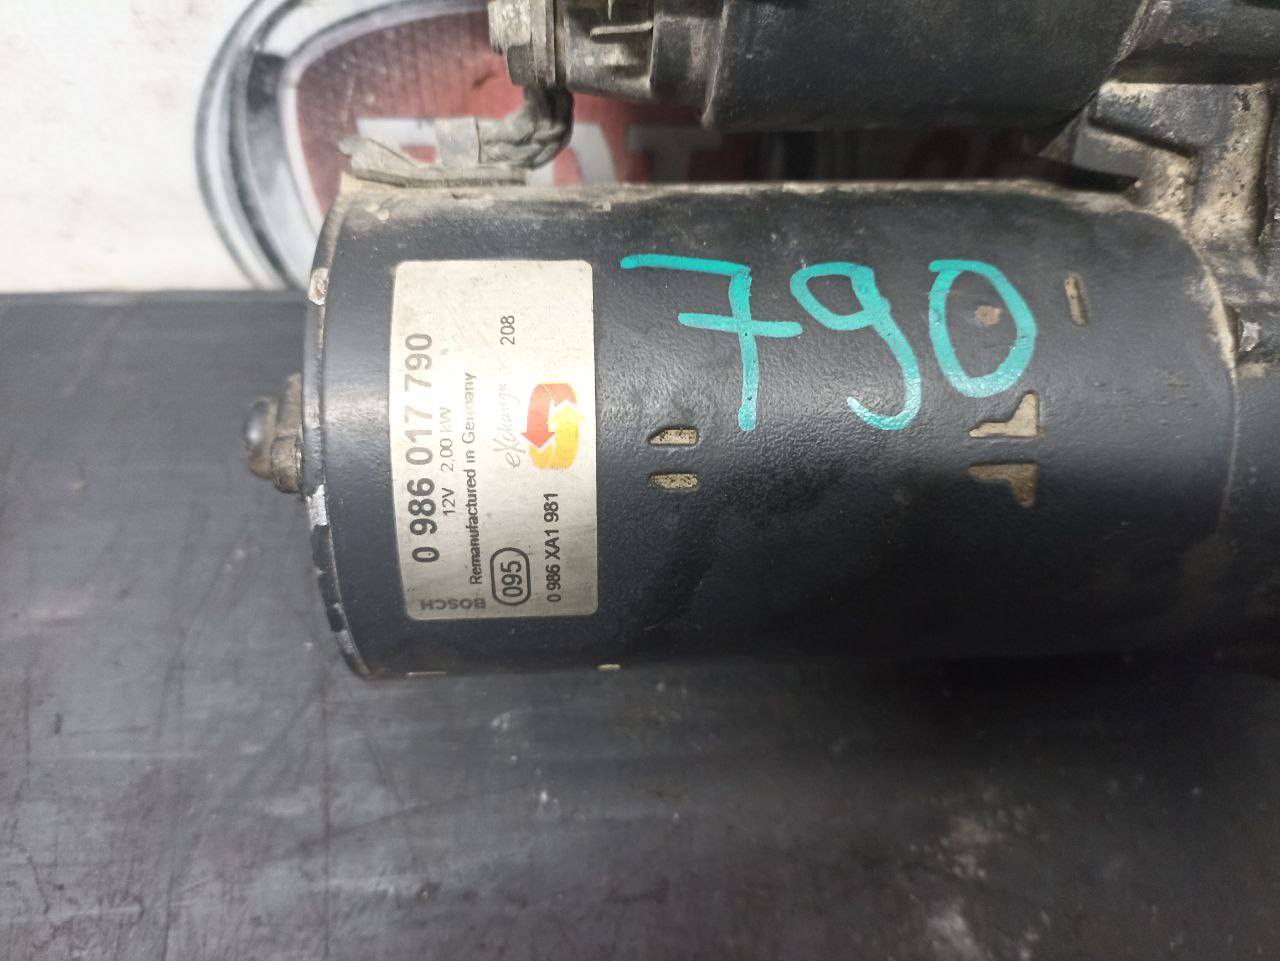 0 986 017 790
12V 2,00 kW
Remanufactured in Germany
BOSCH
eXchange
208
095
0 986 XA1 981
790